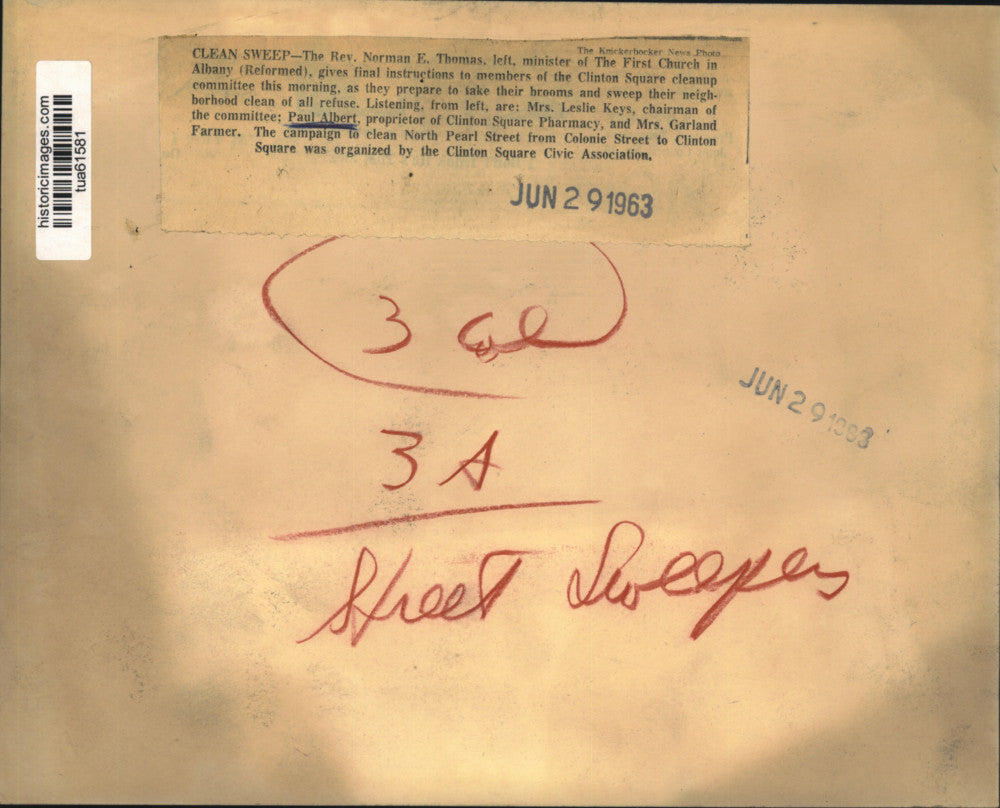 historicimages.com
tua61581
The Knickerbocker News Photo
CLEAN SWEEP—The Rev. Norman E. Thomas, left, minister of The First Church in
Albany (Reformed), gives final instructions to members of the Clinton Square cleanup
committee this morning, as they prepare to take their brooms and sweep their neigh-
borhood clean of all refuse. Listening, from left, are: Mrs. Leslie Keys, chairman of
the committee; Paul Albert, proprietor of Clinton Square Pharmacy, and Mrs. Garland
Farmer. The campaign to clean North Pearl Street from Colonie Street to Clinton
Square was organized by the Clinton Square Civic Association.
JUN 29 1963
3 col
JUN 29 1963
3 A
Street Sweepers